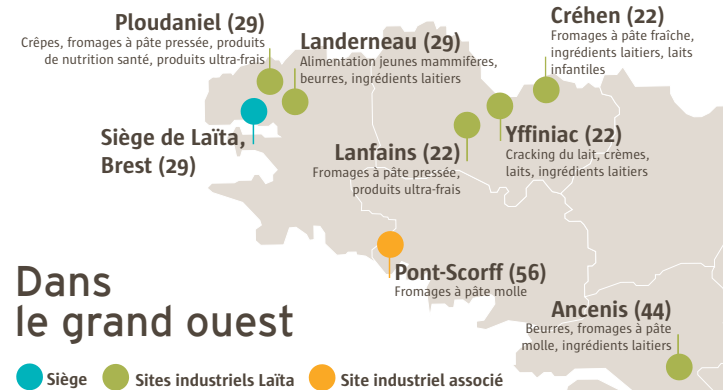 Ploudaniel (29)
Crêpes, fromages à pâte pressée, produits
de nutrition santé, produits ultra-frais
Landerneau (29)
Alimentation jeunes mammifères,
beurres, ingrédients laitiers
Créhen (22)
Fromages à pâte fraîche,
ingrédients laitiers, laits
infantiles
Siège de Laïta,
Brest (29)
Lanfains (22)
Fromages à pâte pressée,
produits ultra-frais
Yffiniac (22)
Cracking du lait, crèmes,
laits, ingrédients laitiers
Pont-Scorff (56)
Fromages à pâte molle
Ancenis (44)
Beurres, fromages à pâte
molle, ingrédients laitiers
Dans
le grand ouest
Siège
Sites industriels Laïta
Site industriel associé